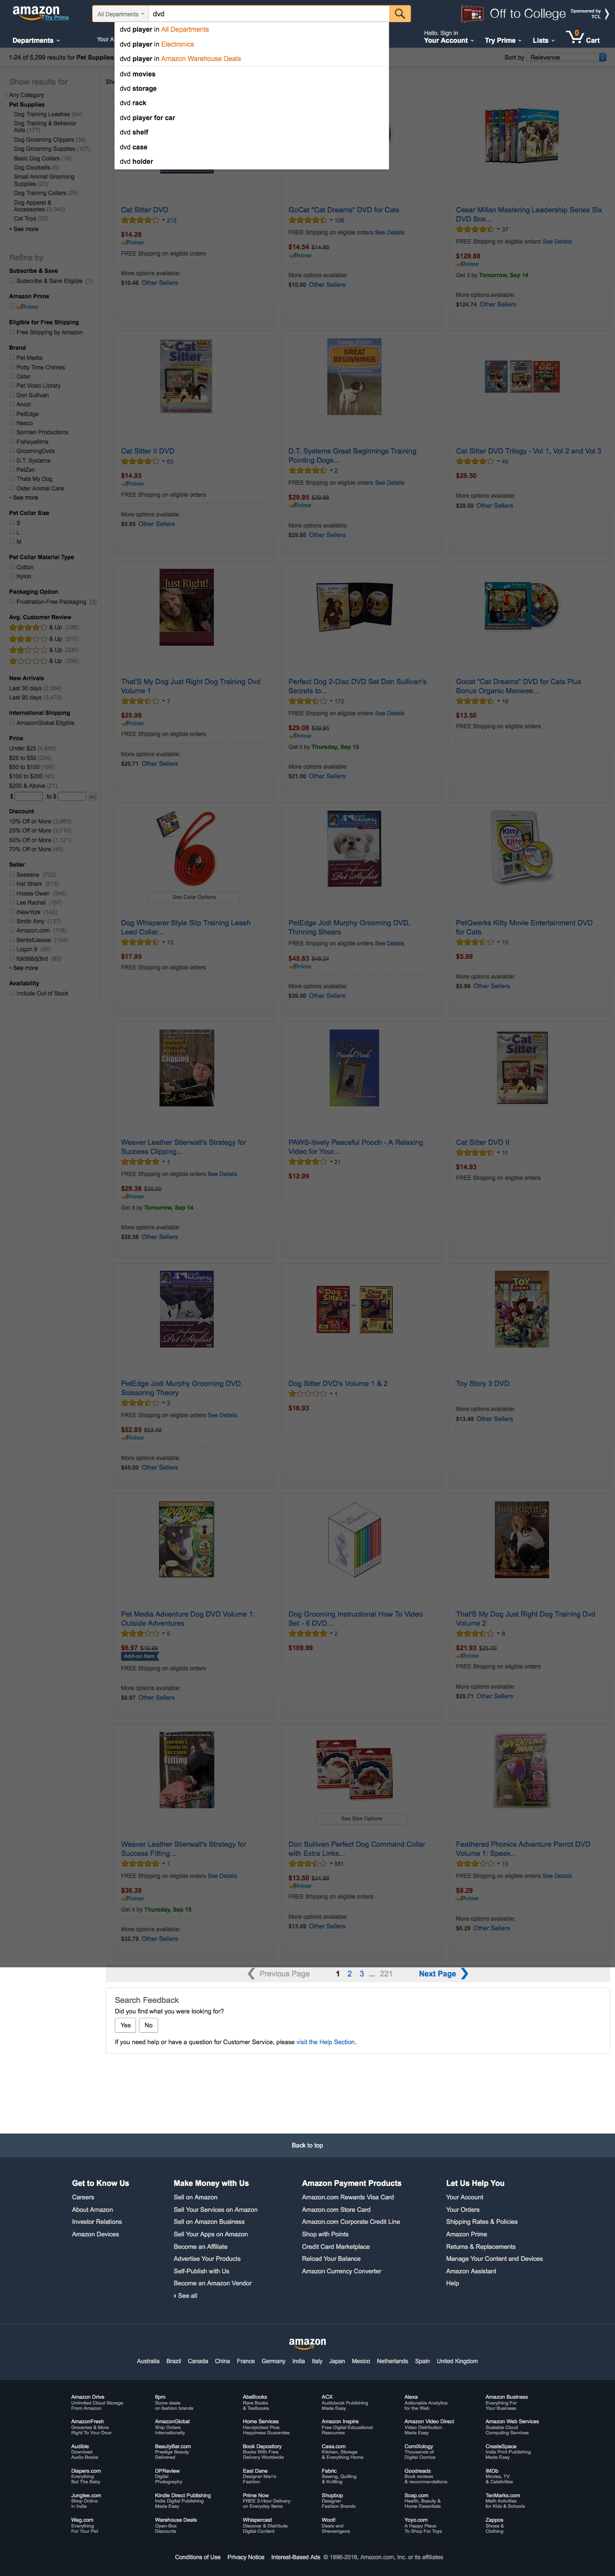 amazon
Try Prime
All Departments
dvd
Off to College
Sponsored by
TCL
Departments
Your A
Hello. Sign in
Your Account
Try Prime
Lists
0
Cart
dvd player in All Departments
dvd player in Electronics
dvd player in Amazon Warehouse Deals
dvd movies
dvd storage
dvd rack
dvd player for car
dvd shelf
dvd case
dvd holder
1-24 of 5,299 results for Pet Supplies
Sort by Relevance
Show results for
Any Category
Pet Supplies
Dog Training Leashes (84)
Dog Training & Behavior
Aids (177)
Dog Grooming Clippers (38)
Dog Grooming Supplies (107)
Basic Dog Collars (18)
Dog Doorbells (6)
Small Animal Grooming
Supplies (23)
Dog Training Collars (25)
Dog Apparel &
Accessories (2,245)
Cat Toys (20)
See more
Refine by
Subscribe & Save
Subscribe & Save Eligible (1)
Amazon Prime
Prime
Eligible for Free Shipping
Free Shipping by Amazon
Brand
Pet Media
Potty Time Chimes
Oster
Pet Video Library
Don Sullivan
Ancol
PetEdge
Nesco
Sonnen Productions
Fisheyefilms
GroomingDvds
D.T. Systems
PetZen
Thats My Dog
Oster Animal Care
See more
Pet Collar Size
S
L
M
Pet Collar Material Type
Cotton
Nylon
Packaging Option
Frustration-Free Packaging (3)
Avg. Customer Review
& Up
& Up (311)
& Up
& Up
New Arrivals
Last 30 days (2,304)
Last 90 days (3,470)
International Shipping
AmazonGlobal Eligible
Price
Under $25 (4,856)
$25 to $50 (224)
$50 to $100 (156)
$100 to $200 (45)
$200 & Above (21)
$ to $
Discount
10% Off or More
25% Off or More (3,710)
50% Off or More (1,121)
70% Off or More (49)
Seller
Seesane (702)
Hat Shark (613)
Hoswa Owen (345)
Lee Rachel (187)
iNewYork (143)
Smith Amy (137)
Amazon.com (119)
BartlettJessie (104)
Logon 8 (86)
fdk568dj3hd (83)
See more
Availability
Include Out of Stock
Cat Sitter DVD
212
$14.28
Prime
FREE Shipping on eligible orders
More options available:
$10.46 Other Sellers
GoCat "Cat Dreams" DVD for Cats
108
FREE Shipping on eligible orders See Details
$14.54 $14.95
Prime
More options available:
$10.00 Other Sellers
Cesar Millan Mastering Leadership Series Six
DVD Box...
37
FREE Shipping on eligible orders See Details
$129.88
Prime
Get it by Tomorrow, Sep 14
More options available:
$124.74 Other Sellers
Cat Sitter II DVD
63
$14.93
Prime
FREE Shipping on eligible orders
More options available:
$9.95 Other Sellers
GREAT
BEGINNINGS
D.T. Systems Great Beginnings Training
Pointing Dogs...
2
FREE Shipping on eligible orders See Details
$29.95
Prime
More options available:
$29.95 Other Sellers
Cat Sitter DVD Trilogy - Vol 1, Vol 2 and Vol 3
45
$29.50
More options available:
$29.50 Other Sellers
Just Right!
That'S My Dog Just Right Dog Training Dvd
Volume 1
7
$25.99
Prime
FREE Shipping on eligible orders
More options available:
$20.71 Other Sellers
Perfect Dog 2-Disc DVD Set Don Sullivan's
Secrets to...
172
FREE Shipping on eligible orders See Details
$29.08 $29.95
Prime
Get it by Thursday, Sep 15
More options available:
$21.00 Other Sellers
Gocat "Cat Dreams" DVD for Cats Plus
Bonus Organic Meowee...
19
$13.50
FREE Shipping on eligible orders
See Color Options
Dog Whisperer Style Slip Training Leash
Lead Collar...
15
$17.95
FREE Shipping on eligible orders
Pet Stylist
PetEdge Jodi Murphy Grooming DVD,
Thinning Shears
FREE Shipping on eligible orders See Details
$45.83 $48.24
Prime
More options available:
$39.00 Other Sellers
Kitty
Kitty
PetQwerks Kitty Movie Entertainment DVD
for Cats
10
$5.99
More options available:
$5.99 Other Sellers
Clipping
Weaver Leather Stierwalt's Strategy for
Success Clipping...
1
FREE Shipping on eligible orders See Details
$29.38 $30.00
Prime
Get it by Tomorrow, Sep 14
More options available:
$28.56 Other Sellers
PAWS-itively Peaceful Pooch - A Relaxing
Video for Your...
21
$12.99
Cat Sitter
Cat Sitter DVD II
11
$14.93
FREE Shipping on eligible orders
Pet Stylist
PetEdge Jodi Murphy Grooming DVD,
Scissoring Theory
3
FREE Shipping on eligible orders See Details
$52.85 $53.48
Prime
More options available:
$45.00 Other Sellers
Dog Sitter
Dog Sitter
Dog Sitter DVD's Volume 1 & 2
1
$16.93
TOY STORY
Toy Story 3 DVD
More options available:
$13.49 Other Sellers
Pet Media Adventure Dog DVD Volume 1:
Outside Adventures
5
$6.97 $19.99
Add-on Item
FREE Shipping on eligible orders
More options available:
$6.97 Other Sellers
Dog Grooming Instructional How To Video
Set - 6 DVD...
2
$109.99
Just Right! 2
That'S My Dog Just Right Dog Training Dvd
Volume 2
8
$21.93 $25.00
Prime
FREE Shipping on eligible orders
More options available:
$20.71 Other Sellers
Fitting
Weaver Leather Stierwalt's Strategy for
Success Fitting...
1
FREE Shipping on eligible orders See Details
$36.39
Prime
Get it by Thursday, Sep 15
More options available:
$32.79 Other Sellers
See Size Options
Don Sullivan Perfect Dog Command Collar
with Extra Links...
561
$13.50 $24.99
Prime
FREE Shipping on eligible orders
More options available:
$13.49 Other Sellers
Feathered Phonics Adventure Parrot DVD
Volume 1: Speak...
13
FREE Shipping on eligible orders See Details
$8.29
Prime
More options available:
$8.29 Other Sellers
Previous Page 1 2 3 ... 221 Next Page
Search Feedback
Did you find what you were looking for?
Yes No
If you need help or have a question for Customer Service, please visit the Help Section.
Back to top
Get to Know Us
Careers
About Amazon
Investor Relations
Amazon Devices
Make Money with Us
Sell on Amazon
Sell Your Services on Amazon
Sell on Amazon Business
Sell Your Apps on Amazon
Become an Affiliate
Advertise Your Products
Self-Publish with Us
Become an Amazon Vendor
› See all
Amazon Payment Products
Amazon.com Rewards Visa Card
Amazon.com Store Card
Amazon.com Corporate Credit Line
Shop with Points
Credit Card Marketplace
Reload Your Balance
Amazon Currency Converter
Let Us Help You
Your Account
Your Orders
Shipping Rates & Policies
Amazon Prime
Returns & Replacements
Manage Your Content and Devices
Amazon Assistant
Help
amazon
Australia Brazil Canada China France Germany India Italy Japan Mexico Netherlands Spain United Kingdom
Amazon Drive
Unlimited Cloud Storage
From Amazon
6pm
Score deals
on fashion brands
AbeBooks
Rare Books
& Textbooks
ACX
Audiobook Publishing
Made Easy
Alexa
Actionable Analytics
for the Web
Amazon Business
Everything For
Your Business
AmazonFresh
Groceries & More
Right To Your Door
AmazonGlobal
Ship Orders
Internationally
Home Services
Handpicked Pros
Happiness Guarantee
Amazon Inspire
Free Digital Educational
Resources
Amazon Video Direct
Video Distribution
Made Easy
Amazon Web Services
Scalable Cloud
Computing Services
Audible
Download
Audio Books
BeautyBar.com
Prestige Beauty
Delivered
Book Depository
Books With Free
Delivery Worldwide
Casa.com
Kitchen, Storage
& Everything Home
ComiXology
Thousands of
Digital Comics
CreateSpace
Indie Print Publishing
Made Easy
Diapers.com
Everything
But The Baby
DPReview
Digital
Photography
East Dane
Designer Men's
Fashion
Fabric
Sewing, Quilting
& Knitting
Goodreads
Book reviews
& recommendations
IMDb
Movies, TV
& Celebrities
Junglee.com
Shop Online
in India
Kindle Direct Publishing
Indie Digital Publishing
Made Easy
Prime Now
FREE 2-Hour Delivery
on Everyday Items
Shopbop
Designer
Fashion Brands
Soap.com
Health, Beauty &
Home Essentials
TenMarks.com
Math Activities
for Kids & Schools
Wag.com
Everything
For Your Pet
Warehouse Deals
Open-Box
Discounts
Whispercast
Discover & Distribute
Digital Content
Woot!
Deals and
Shenanigans
Yoyo.com
A Happy Place
To Shop For Toys
Zappos
Shoes &
Clothing
Conditions of Use Privacy Notice Interest-Based Ads © 1996-2016, Amazon.com, Inc. or its affiliates